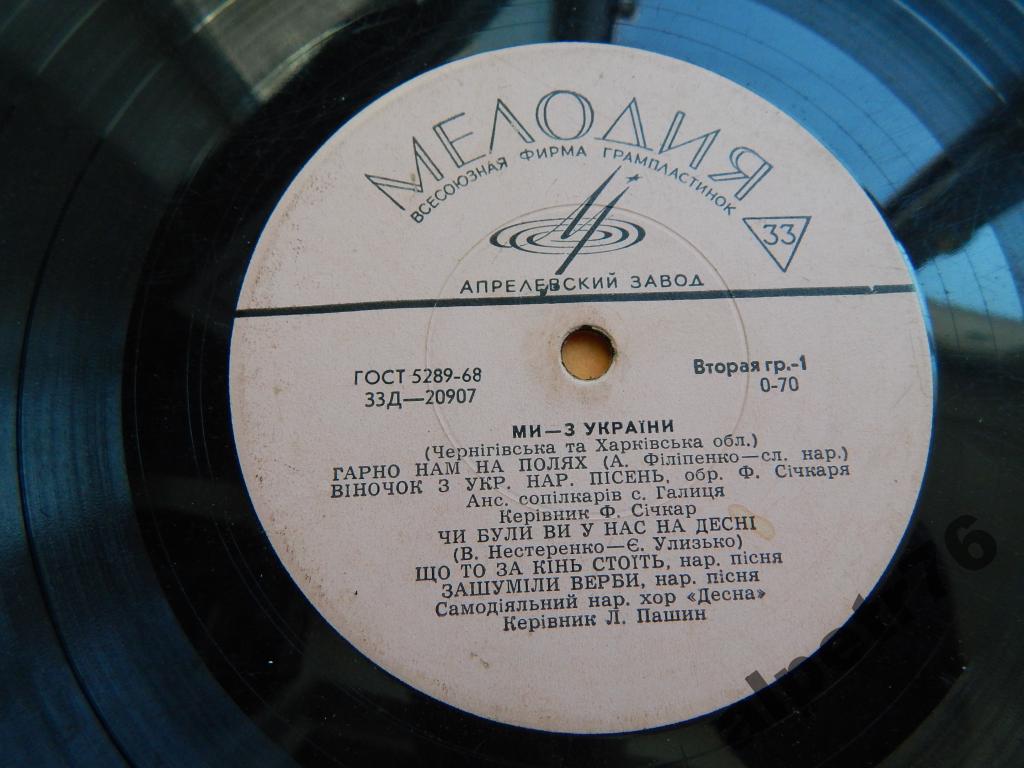 МЕЛОДИЯ
ВСЕСОЮЗНАЯ ФИРМА ГРАМПЛАСТИНОК
33
АПРЕЛЕВСКИЙ ЗАВОД
ГОСТ 5289-68
33Д—20907
Вторая гр.-1
0-70
МИ—З УКРАЇНИ
(Чернігівська та Харківська обл.)
ГАРНО НАМ НА ПОЛЯХ (А. Філіпенко—сл. нар.)
ВІНОЧОК З УКР. НАР. ПІСЕНЬ, обр. Ф. Січкаря
Анс. сопілкарів с. Галиця
Керівник Ф. Січкар
ЧИ БУЛИ ВИ У НАС НА ДЕСНІ
(В. Нестеренко—Є. Улизько)
ЩО ТО ЗА КІНЬ СТОЇТЬ, нар. пісня
ЗАШУМІЛИ ВЕРБИ, нар. пісня
Самодіяльний нар. хор «Десна»
Керівник Л. Пашин